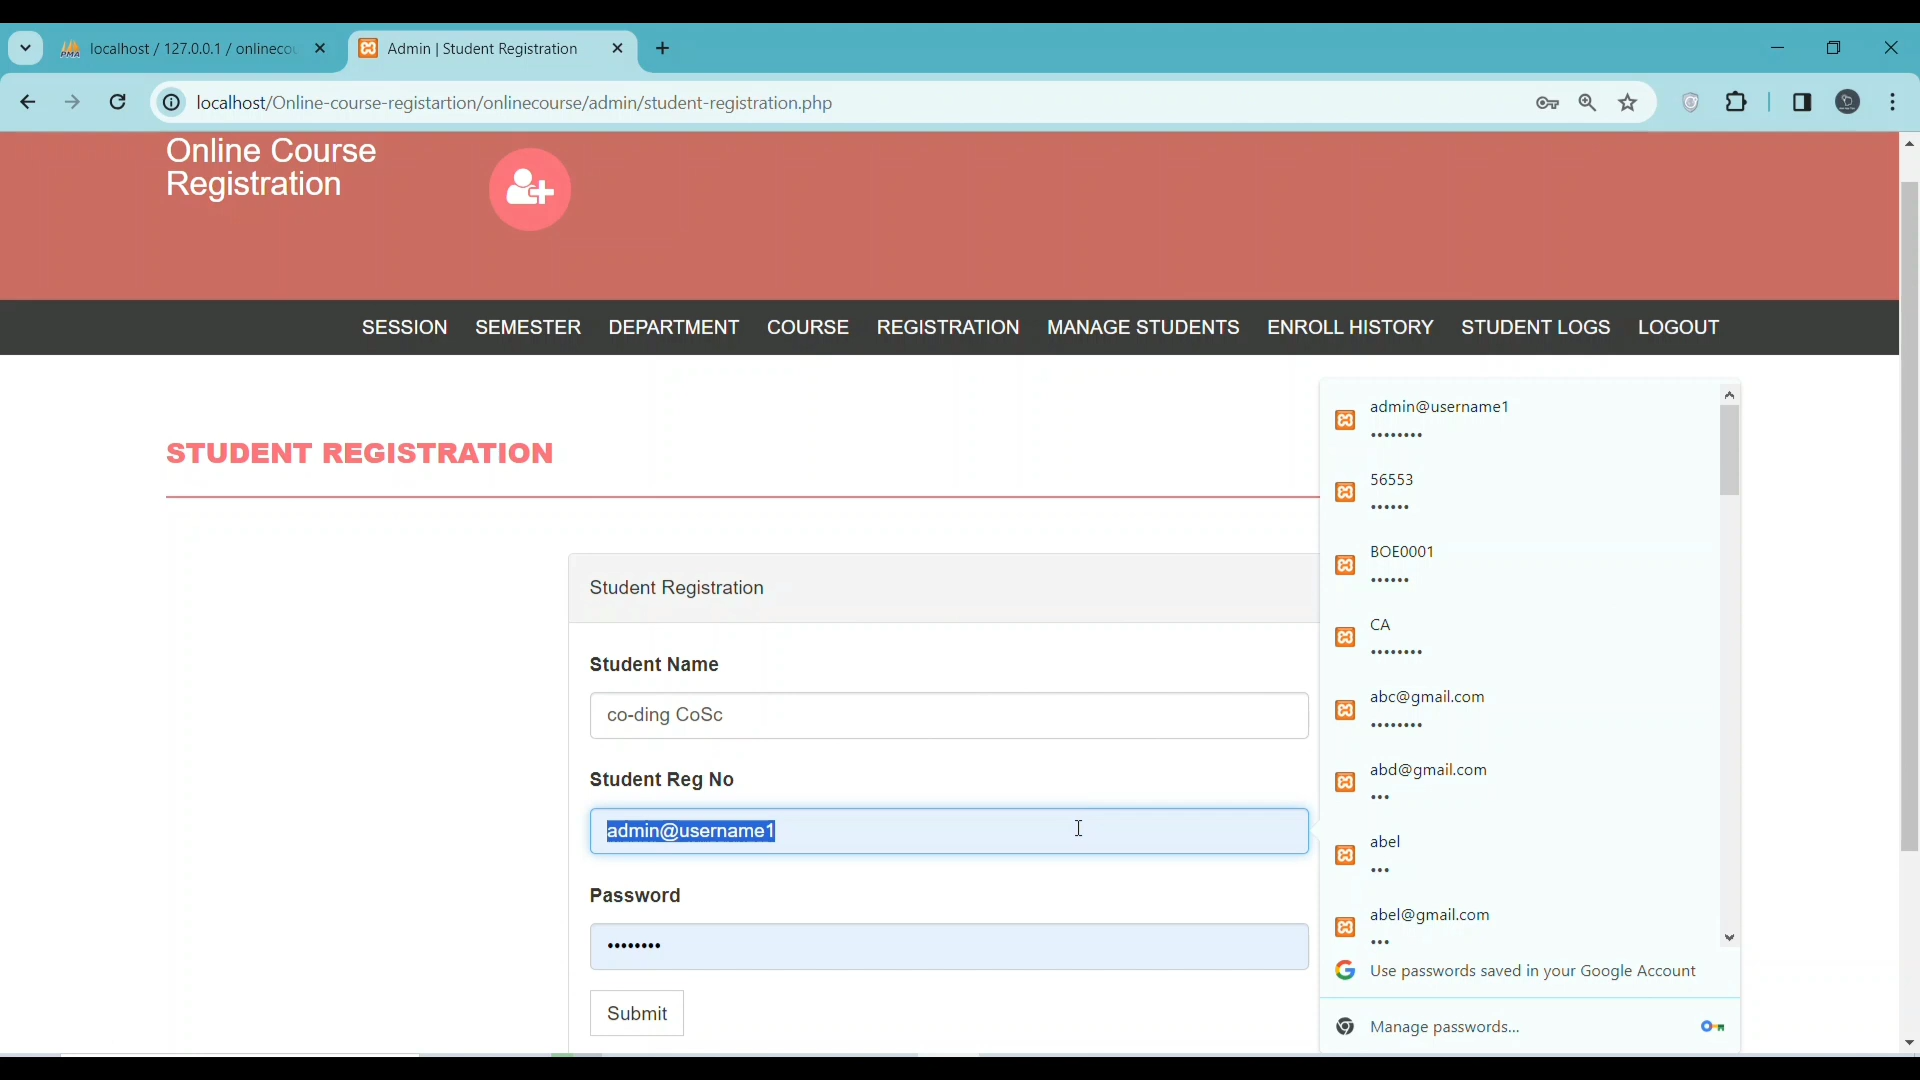 localhost / 127.0.0.1 / onlinecou
Admin | Student Registration
localhost/Online-course-registartion/onlinecourse/admin/student-registration.php
Online Course
Registration
SESSION SEMESTER DEPARTMENT COURSE REGISTRATION MANAGE STUDENTS ENROLL HISTORY STUDENT LOGS LOGOUT
STUDENT REGISTRATION
Student Registration
Student Name
co-ding CoSc
Student Reg No
admin@username1
Password
••••••••
Submit
admin@username1
••••••••
56553
••••••
BOE0001
••••••
CA
••••••••
abc@gmail.com
••••••••
abd@gmail.com
•••
abel
•••
abel@gmail.com
•••
Use passwords saved in your Google Account
Manage passwords...